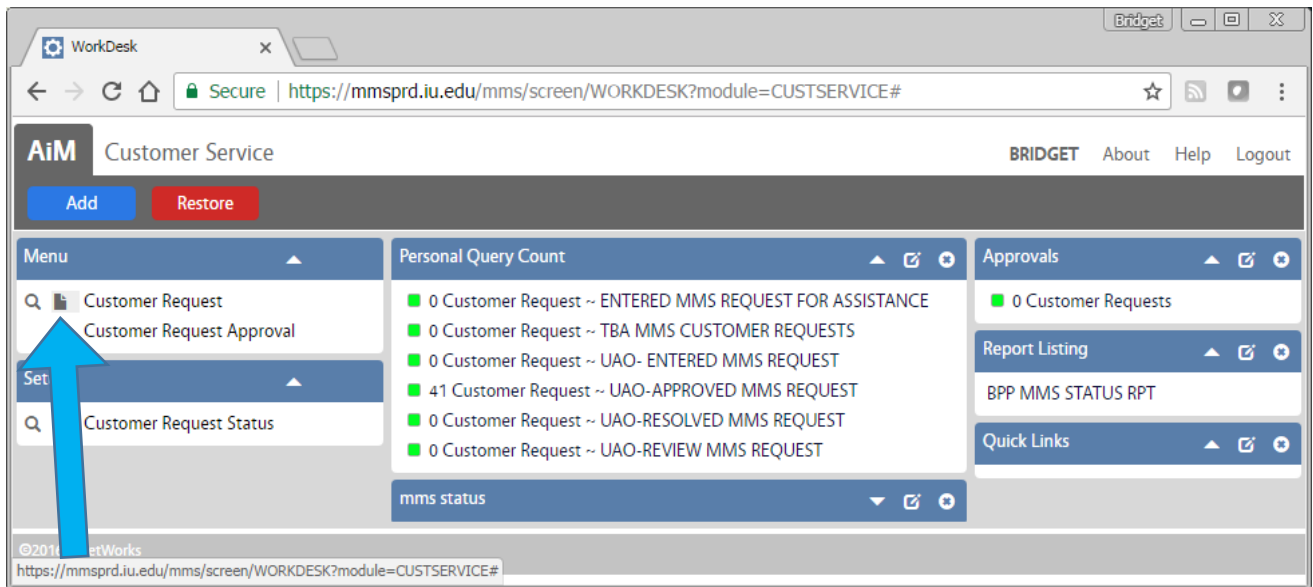 Bridget
WorkDesk
Secure | https://mmsprd.iu.edu/mms/screen/WORKDESK?module=CUSTSERVICE#
AiM Customer Service BRIDGET About Help Logout
Add Restore
Menu
Customer Request
Customer Request Approval
Set
Customer Request Status
Personal Query Count
0 Customer Request ~ ENTERED MMS REQUEST FOR ASSISTANCE
0 Customer Request ~ TBA MMS CUSTOMER REQUESTS
0 Customer Request ~ UAO- ENTERED MMS REQUEST
41 Customer Request ~ UAO-APPROVED MMS REQUEST
0 Customer Request ~ UAO-RESOLVED MMS REQUEST
0 Customer Request ~ UAO-REVIEW MMS REQUEST
mms status
Approvals
0 Customer Requests
Report Listing
BPP MMS STATUS RPT
Quick Links
©201 etWorks
https://mmsprd.iu.edu/mms/screen/WORKDESK?module=CUSTSERVICE#